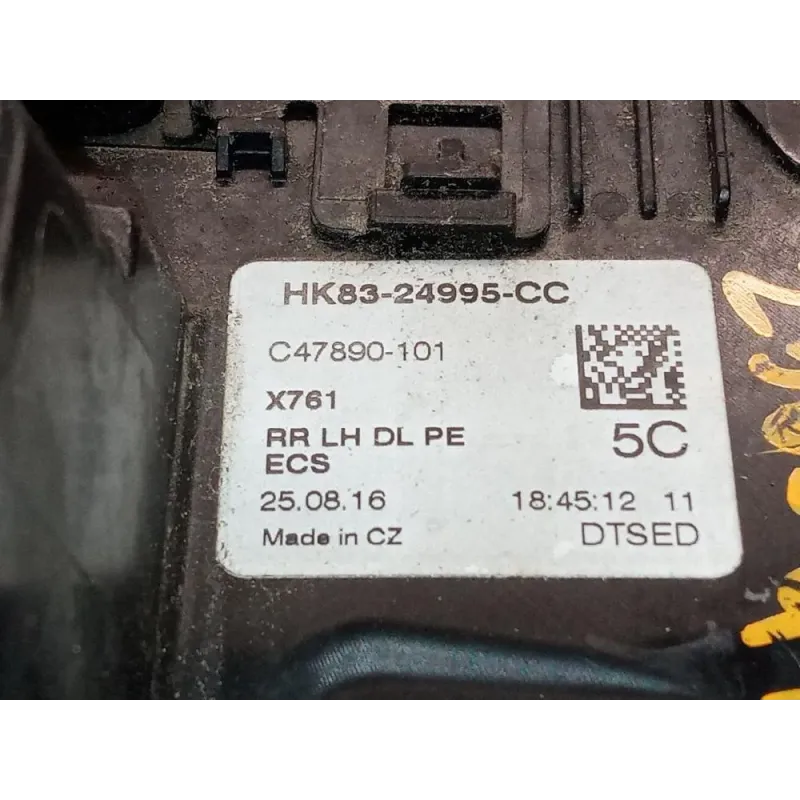 HK83-24995-CC
C47890-101
X761
RR LH DL PE
ECS
5C
25.08.16 18:45:12 11
Made in CZ DTSED